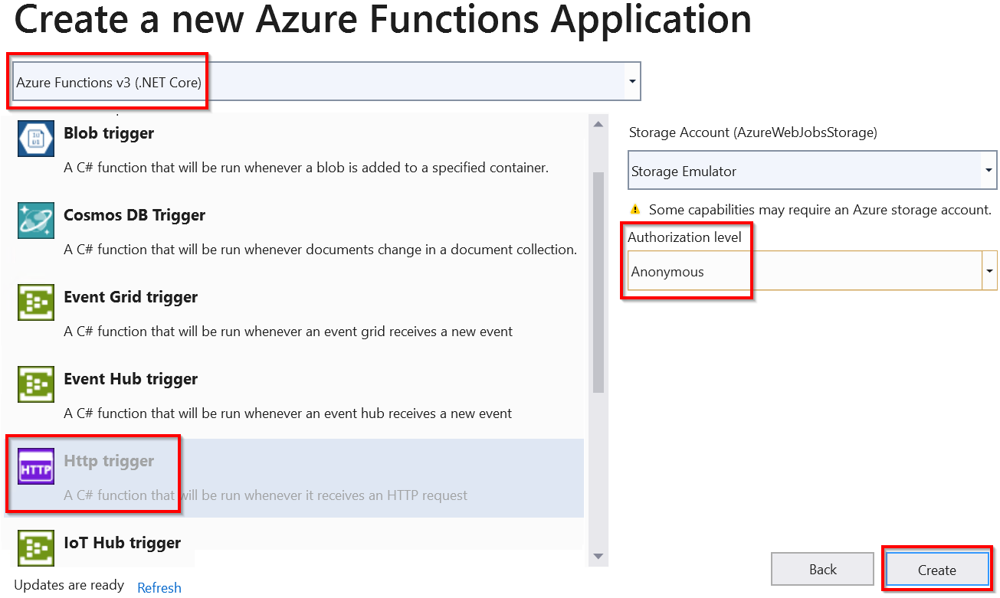 Create a new Azure Functions Application
Azure Functions v3 (.NET Core)
Blob trigger
A C# function that will be run whenever a blob is added to a specified container.
Cosmos DB Trigger
A C# function that will be run whenever documents change in a document collection.
Event Grid trigger
A C# function that will be run whenever an event grid receives a new event
Event Hub trigger
A C# function that will be run whenever an event hub receives a new event
HTTP
Http trigger
A C# function that will be run whenever it receives an HTTP request
IoT Hub trigger
Updates are ready Refresh
Storage Account (AzureWebJobsStorage)
Storage Emulator
Some capabilities may require an Azure storage account.
Authorization level
Anonymous
Back
Create